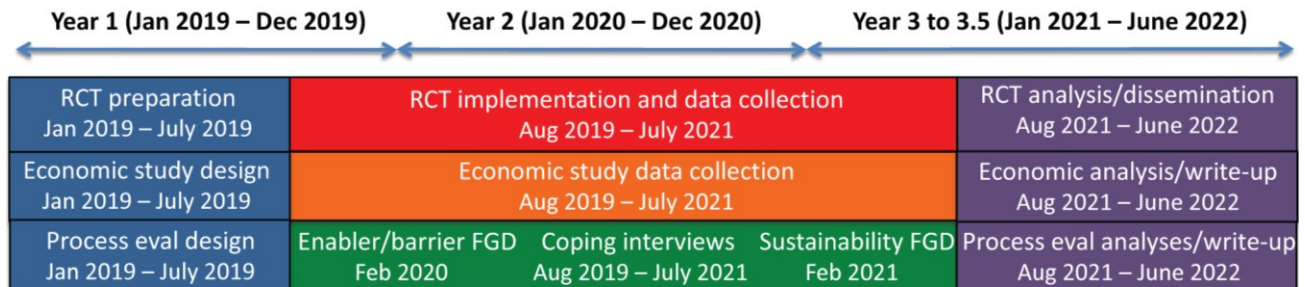 Year 1 (Jan 2019 – Dec 2019) Year 2 (Jan 2020 – Dec 2020) Year 3 to 3.5 (Jan 2021 – June 2022)
RCT preparation RCT implementation and data collection RCT analysis/dissemination
Jan 2019 – July 2019 Aug 2019 – July 2021 Aug 2021 – June 2022
Economic study design Economic study data collection Economic analysis/write-up
Jan 2019 – July 2019 Aug 2019 – July 2021 Aug 2021 – June 2022
Process eval design Enabler/barrier FGD Coping interviews Sustainability FGD Process eval analyses/write-up
Jan 2019 – July 2019 Feb 2020 Aug 2019 – July 2021 Feb 2021 Aug 2021 – June 2022